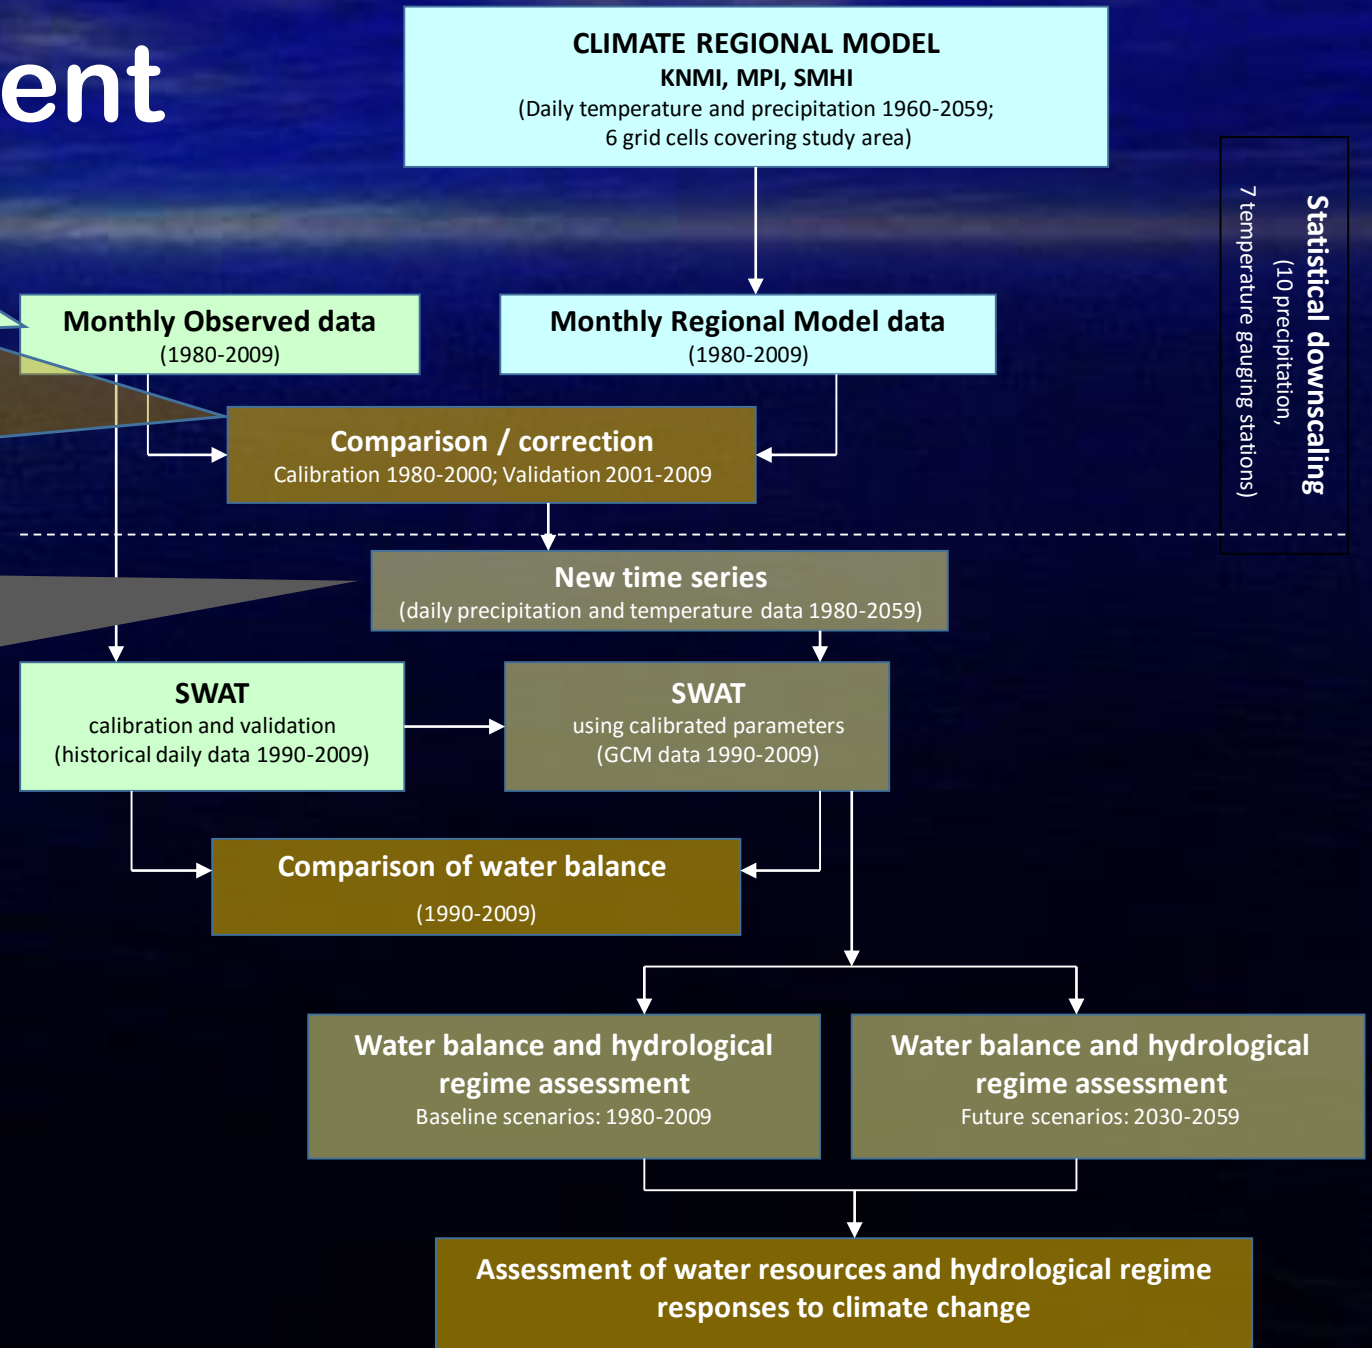 ent
CLIMATE REGIONAL MODEL
KNMI, MPI, SMHI
(Daily temperature and precipitation 1960-2059;
6 grid cells covering study area)
Statistical downscaling
(10 precipitation,
7 temperature gauging stations)
Monthly Observed data
(1980-2009)
Monthly Regional Model data
(1980-2009)
Comparison / correction
Calibration 1980-2000; Validation 2001-2009
New time series
(daily precipitation and temperature data 1980-2059)
SWAT
calibration and validation
(historical daily data 1990-2009)
SWAT
using calibrated parameters
(GCM data 1990-2009)
Comparison of water balance
(1990-2009)
Water balance and hydrological
regime assessment
Baseline scenarios: 1980-2009
Water balance and hydrological
regime assessment
Future scenarios: 2030-2059
Assessment of water resources and hydrological regime
responses to climate change